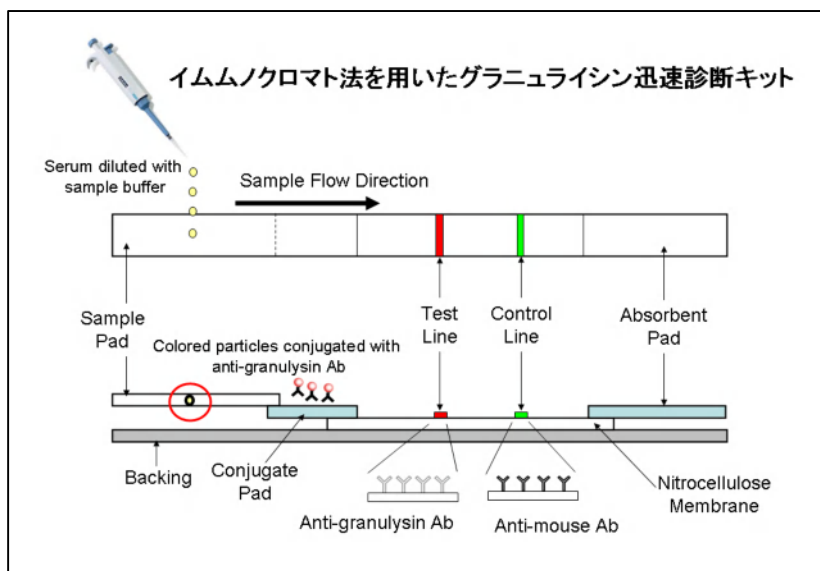 イムムノクロマト法を用いたグラニュライシン迅速診断キット
Serum diluted with
sample buffer
Sample Flow Direction
Sample
Pad
Test
Line
Control
Line
Absorbent
Pad
Colored particles conjugated with
anti-granulysin Ab
Backing
Conjugate
Pad
Nitrocellulose
Membrane
Anti-granulysin Ab
Anti-mouse Ab